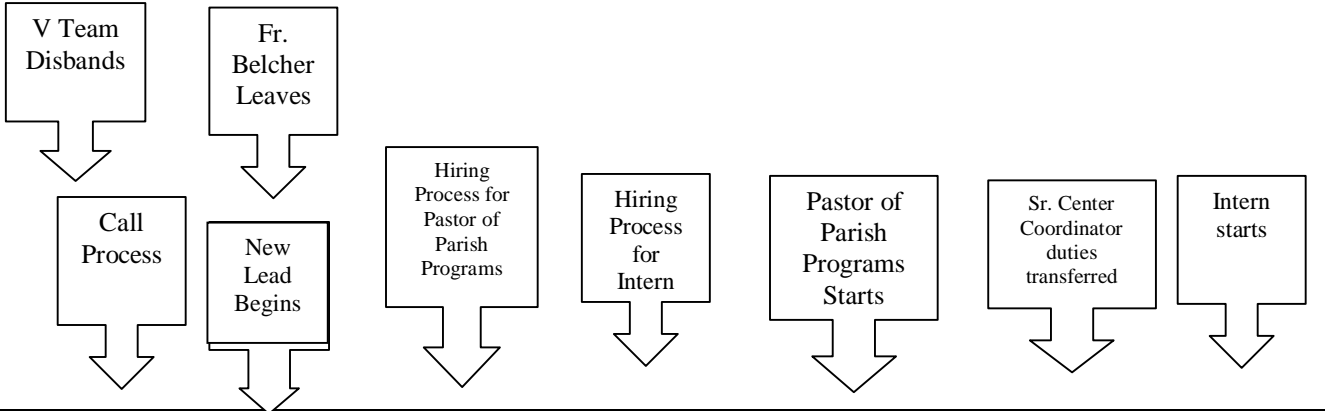 V Team
Disbands
Fr.
Belcher
Leaves
Call
Process
New
Lead
Begins
Hiring
Process for
Pastor of
Parish
Programs
Hiring
Process
for
Intern
Pastor of
Parish
Programs
Starts
Sr. Center
Coordinator
duties
transferred
Intern
starts